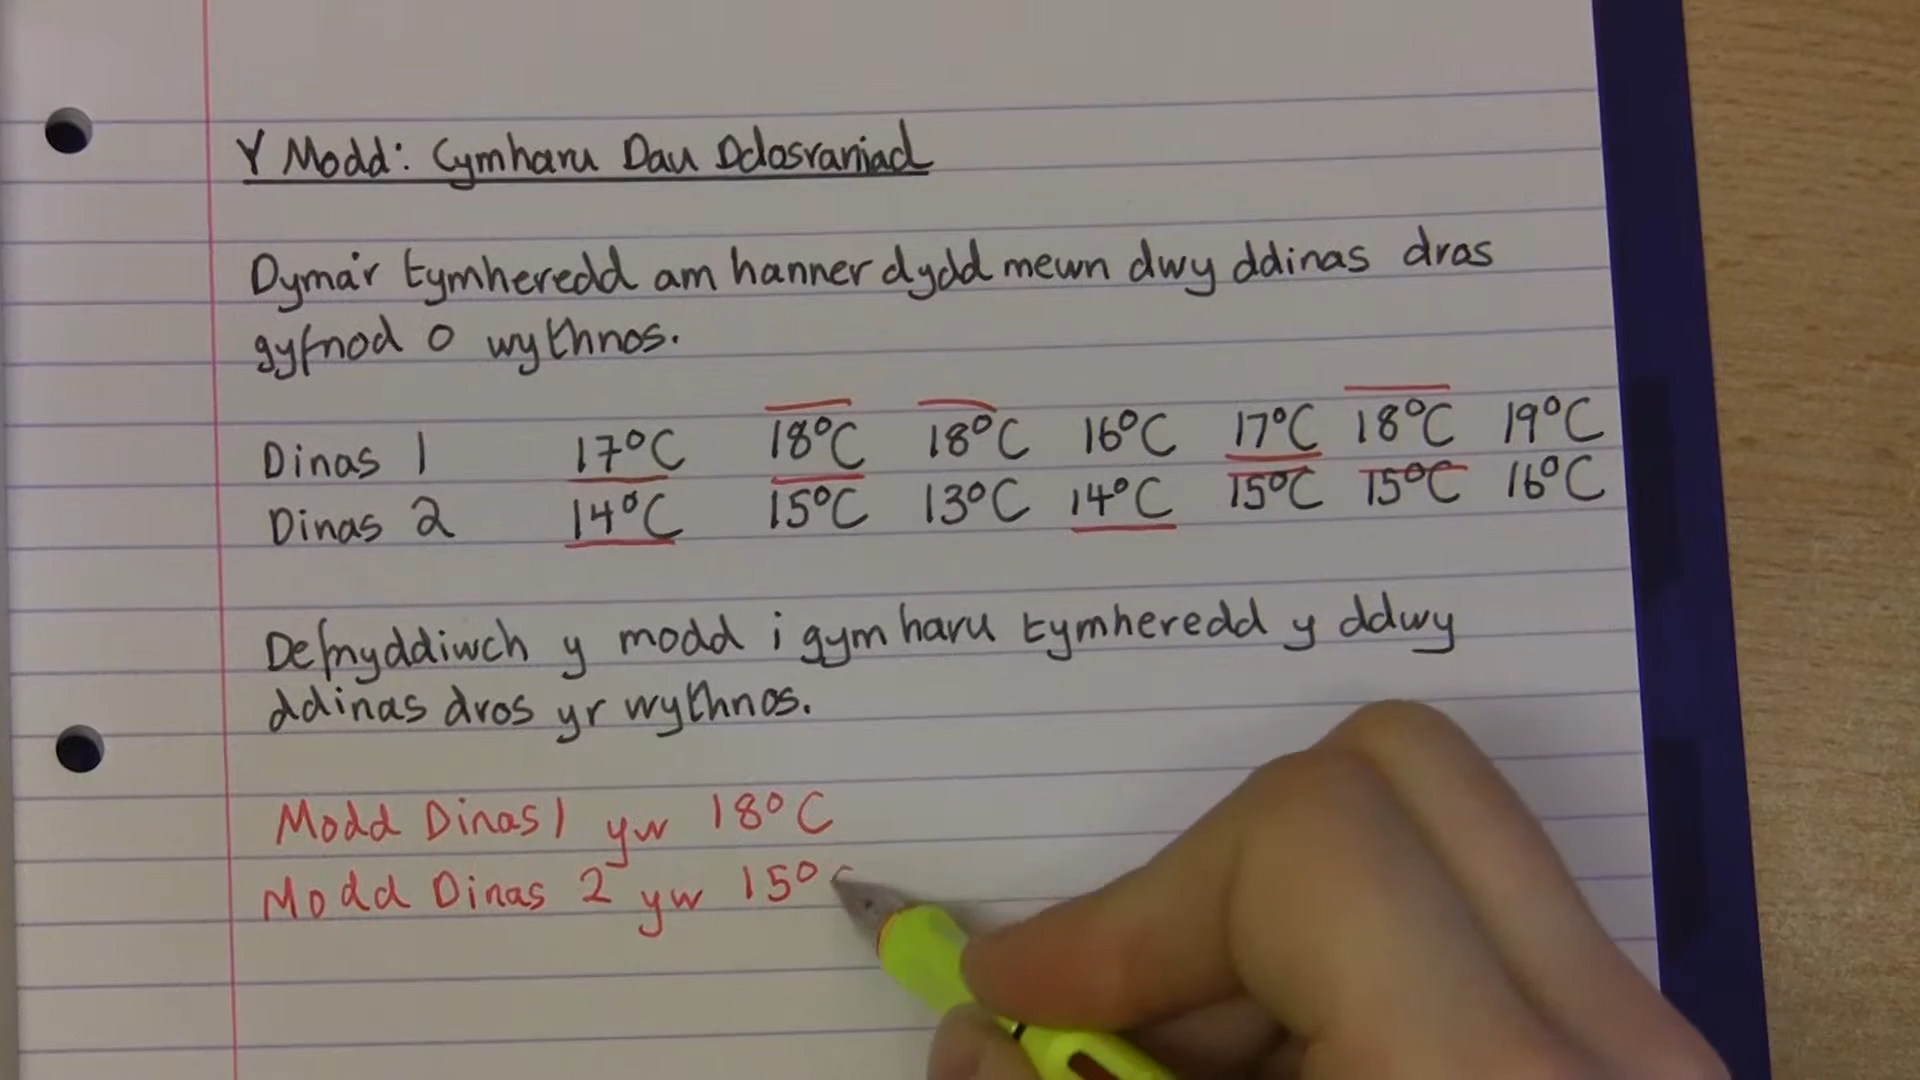 Y Modd: Cymharu Dau Ddosraniad
Dyma'r tymheredd am hanner dydd mewn dwy ddinas dros
gyfnod o wythnos.
Dinas 1 17°C 18°C 18°C 16°C 17°C 18°C 19°C
Dinas 2 14°C 15°C 13°C 14°C 15°C 15°C 16°C
Defnyddiwch y modd i gymharu tymheredd y ddwy
ddinas dros yr wythnos.
Modd Dinas 1 yw 18°C
Modd Dinas 2 yw 15°C